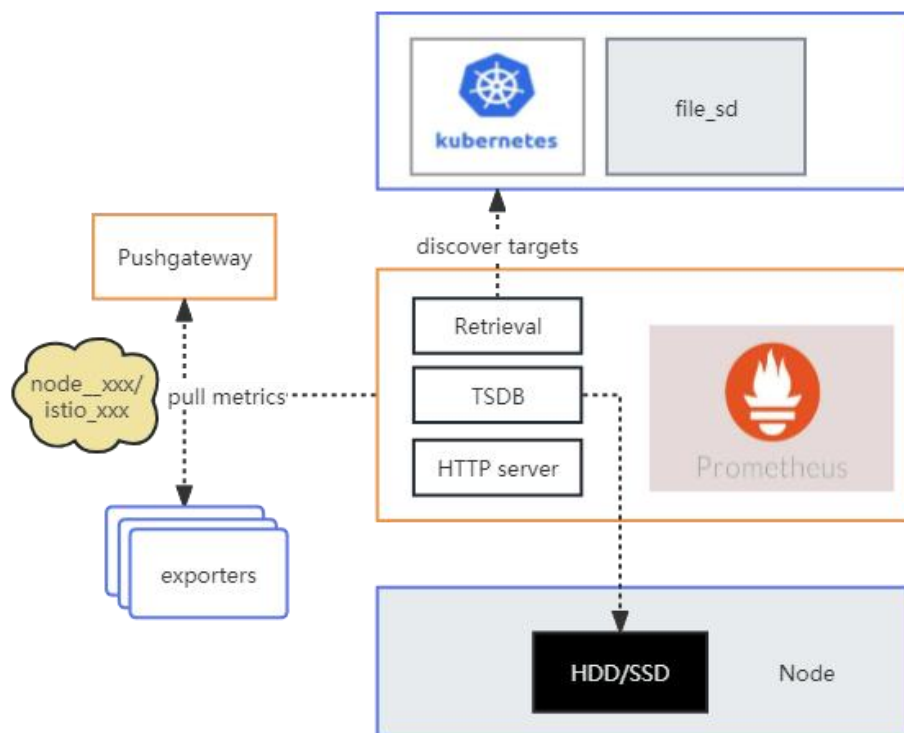 kubernetes
file_sd
discover targets
Pushgateway
Retrieval
node__xxx/
istio_xxx
pull metrics
TSDB
HTTP server
Prometheus
exporters
HDD/SSD
Node